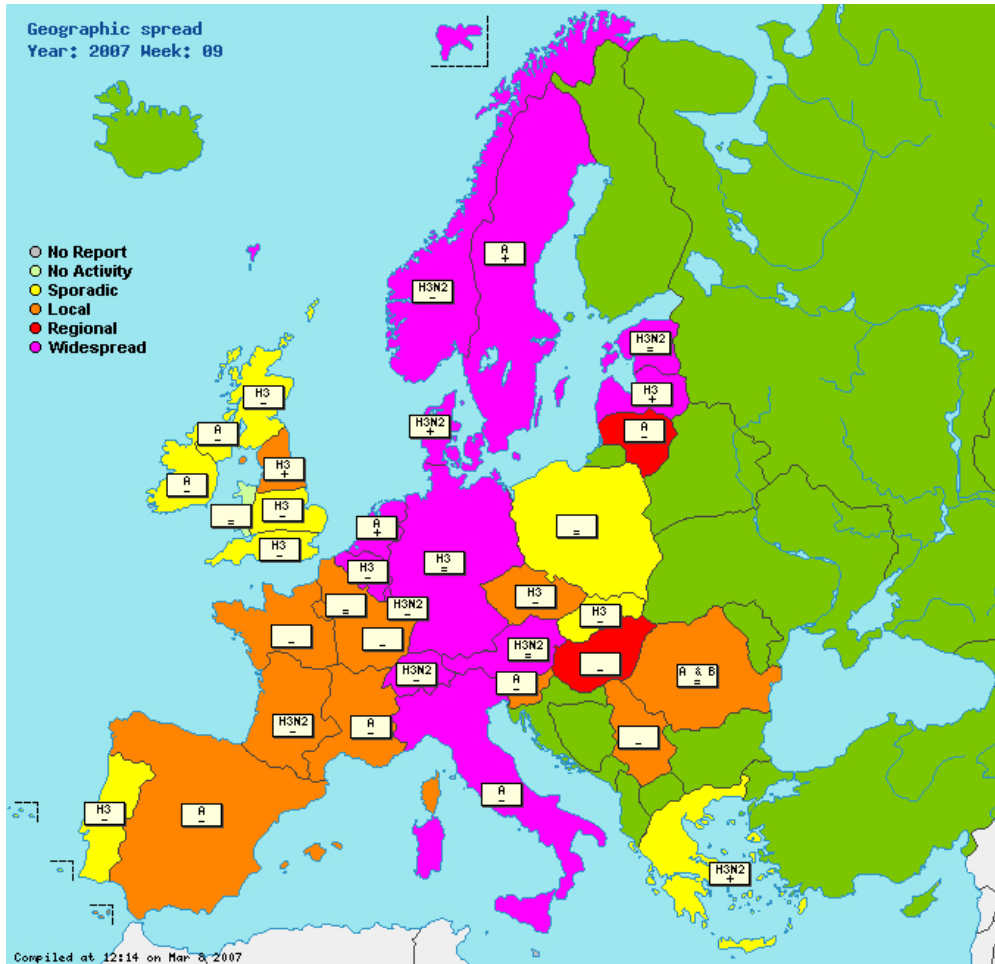 Geographic spread
Year: 2007 Week: 09
No Report
No Activity
Sporadic
Local
Regional
Widespread
A
+
H3N2
–
H3N2
=
H3
+
A
–
H3N2
+
H3
–
A
–
A
–
H3
+
H3
–
=
H3
–
A
+
H3
–
H3
=
=
H3N2
–
–
–
H3
–
=
H3
–
H3N2
=
–
H3N2
–
A
–
A & B
=
–
H3N2
–
A
–
A
–
H3
–
A
–
H3N2
+
Compiled at 12:14 on Mar 8 2007